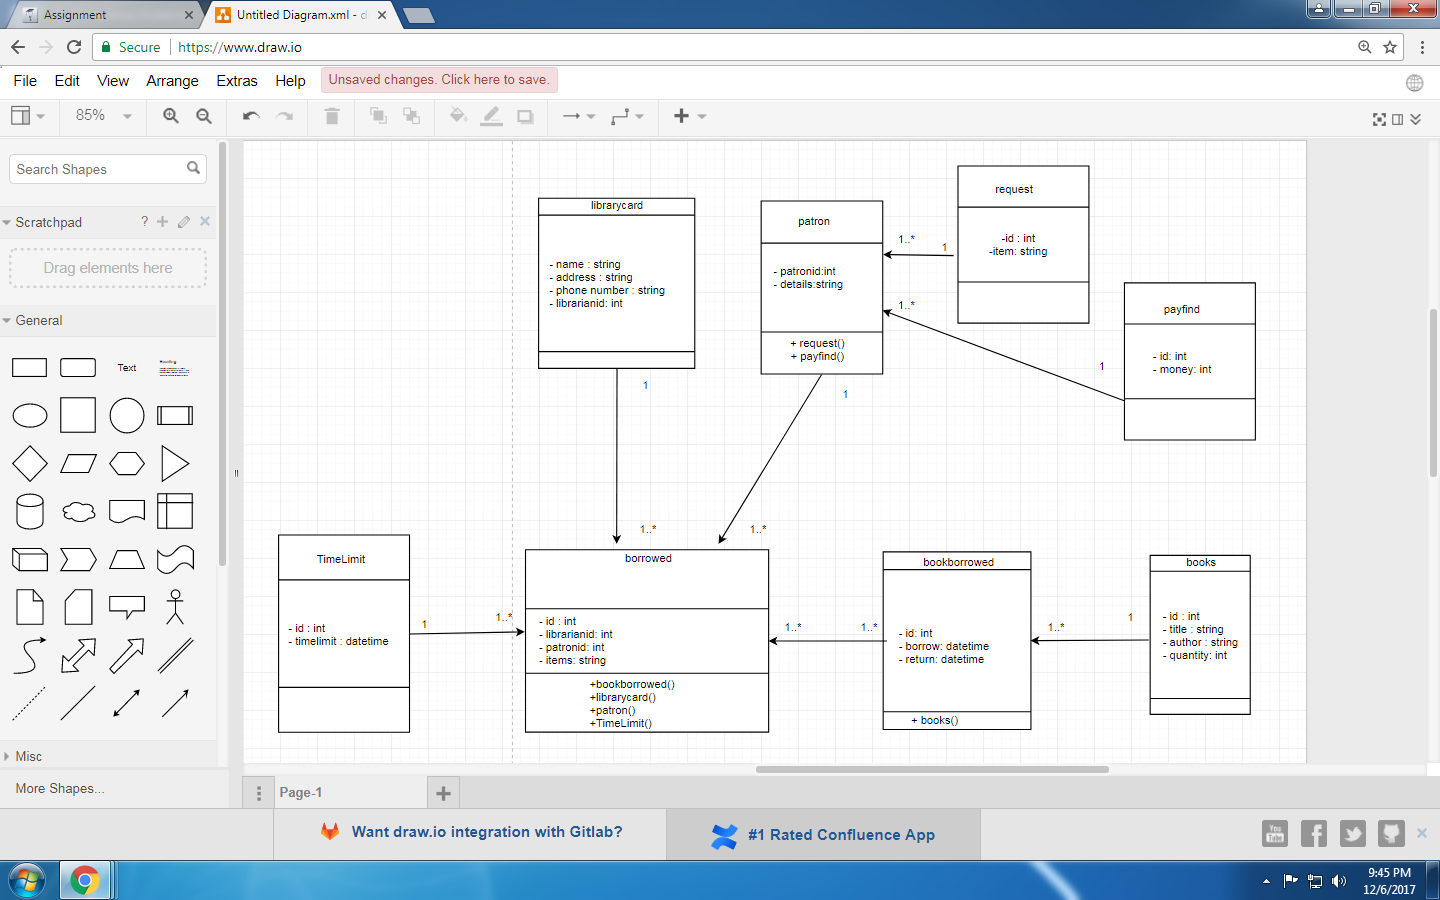 Assignment
Untitled Diagram.xml - d
Secure
https://www.draw.io
File Edit View Arrange Extras Help
Unsaved changes. Click here to save.
85%
Search Shapes
Scratchpad
?
Drag elements here
General
Text
Misc
More Shapes...
librarycard
- name : string
- address : string
- phone number : string
- librarianid: int
patron
- patronid:int
- details:string
+ request()
+ payfind()
request
-id : int
-item: string
payfind
- id: int
- money: int
1..*
1
1..*
1
1
1
1..*
1..*
TimeLimit
- id : int
- timelimit : datetime
1
1..*
borrowed
- id : int
- librarianid: int
- patronid: int
- items: string
+bookborrowed()
+librarycard()
+patron()
+TimeLimit()
1..*
1..*
bookborrowed
- id: int
- borrow: datetime
- return: datetime
+ books()
1..*
1
books
- id : int
- title : string
- author : string
- quantity: int
Page-1
Want draw.io integration with Gitlab?
#1 Rated Confluence App
You
Tube
9:45 PM
12/6/2017